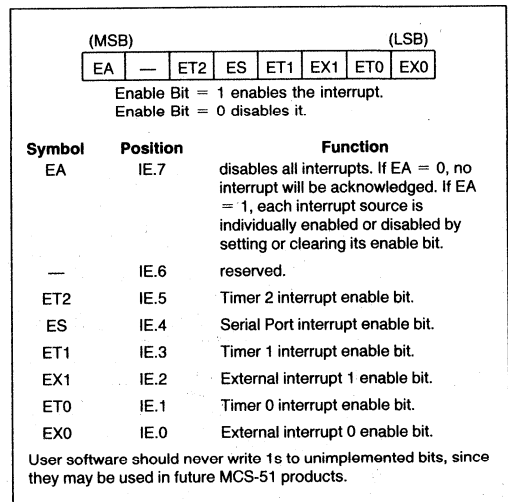 (MSB) (LSB)
EA — ET2 ES ET1 EX1 ET0 EX0
Enable Bit = 1 enables the interrupt.
Enable Bit = 0 disables it.
Symbol Position Function
EA IE.7 disables all interrupts. If EA = 0, no
interrupt will be acknowledged. If EA
= 1, each interrupt source is
individually enabled or disabled by
setting or clearing its enable bit.
— IE.6 reserved.
ET2 IE.5 Timer 2 interrupt enable bit.
ES IE.4 Serial Port interrupt enable bit.
ET1 IE.3 Timer 1 interrupt enable bit.
EX1 IE.2 External interrupt 1 enable bit.
ET0 IE.1 Timer 0 interrupt enable bit.
EX0 IE.0 External interrupt 0 enable bit.
User software should never write 1s to unimplemented bits, since
they may be used in future MCS-51 products.